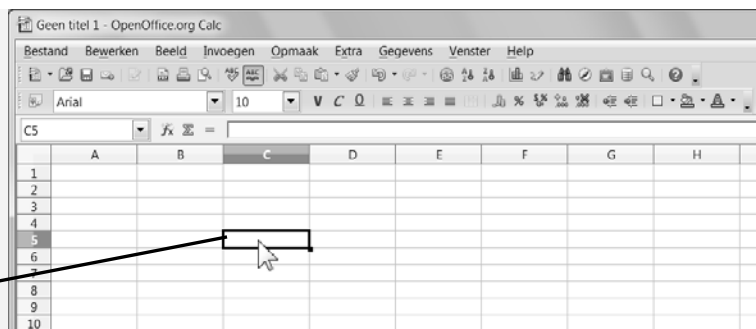 Geen titel 1 - OpenOffice.org Calc
Bestand Bewerken Beeld Invoegen Opmaak Extra Gegevens Venster Help
Arial 10 V C O
C5 =
A B C D E F G H
1
2
3
4
5
6
7
8
9
10